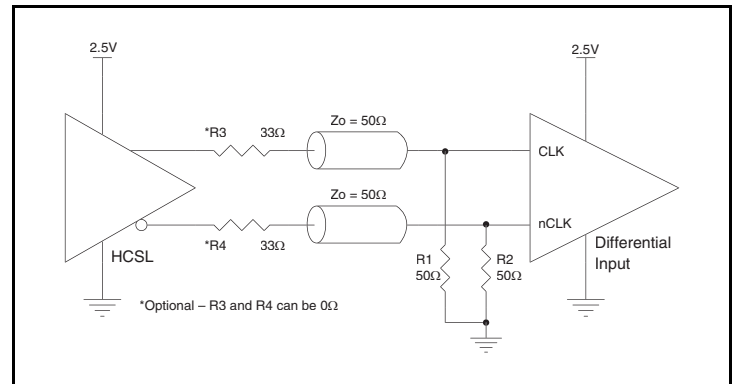 2.5V
2.5V
*R3 33Ω
Zo = 50Ω
CLK
Zo = 50Ω
nCLK
*R4 33Ω
HCSL
R1
50Ω
R2
50Ω
Differential
Input
*Optional – R3 and R4 can be 0Ω